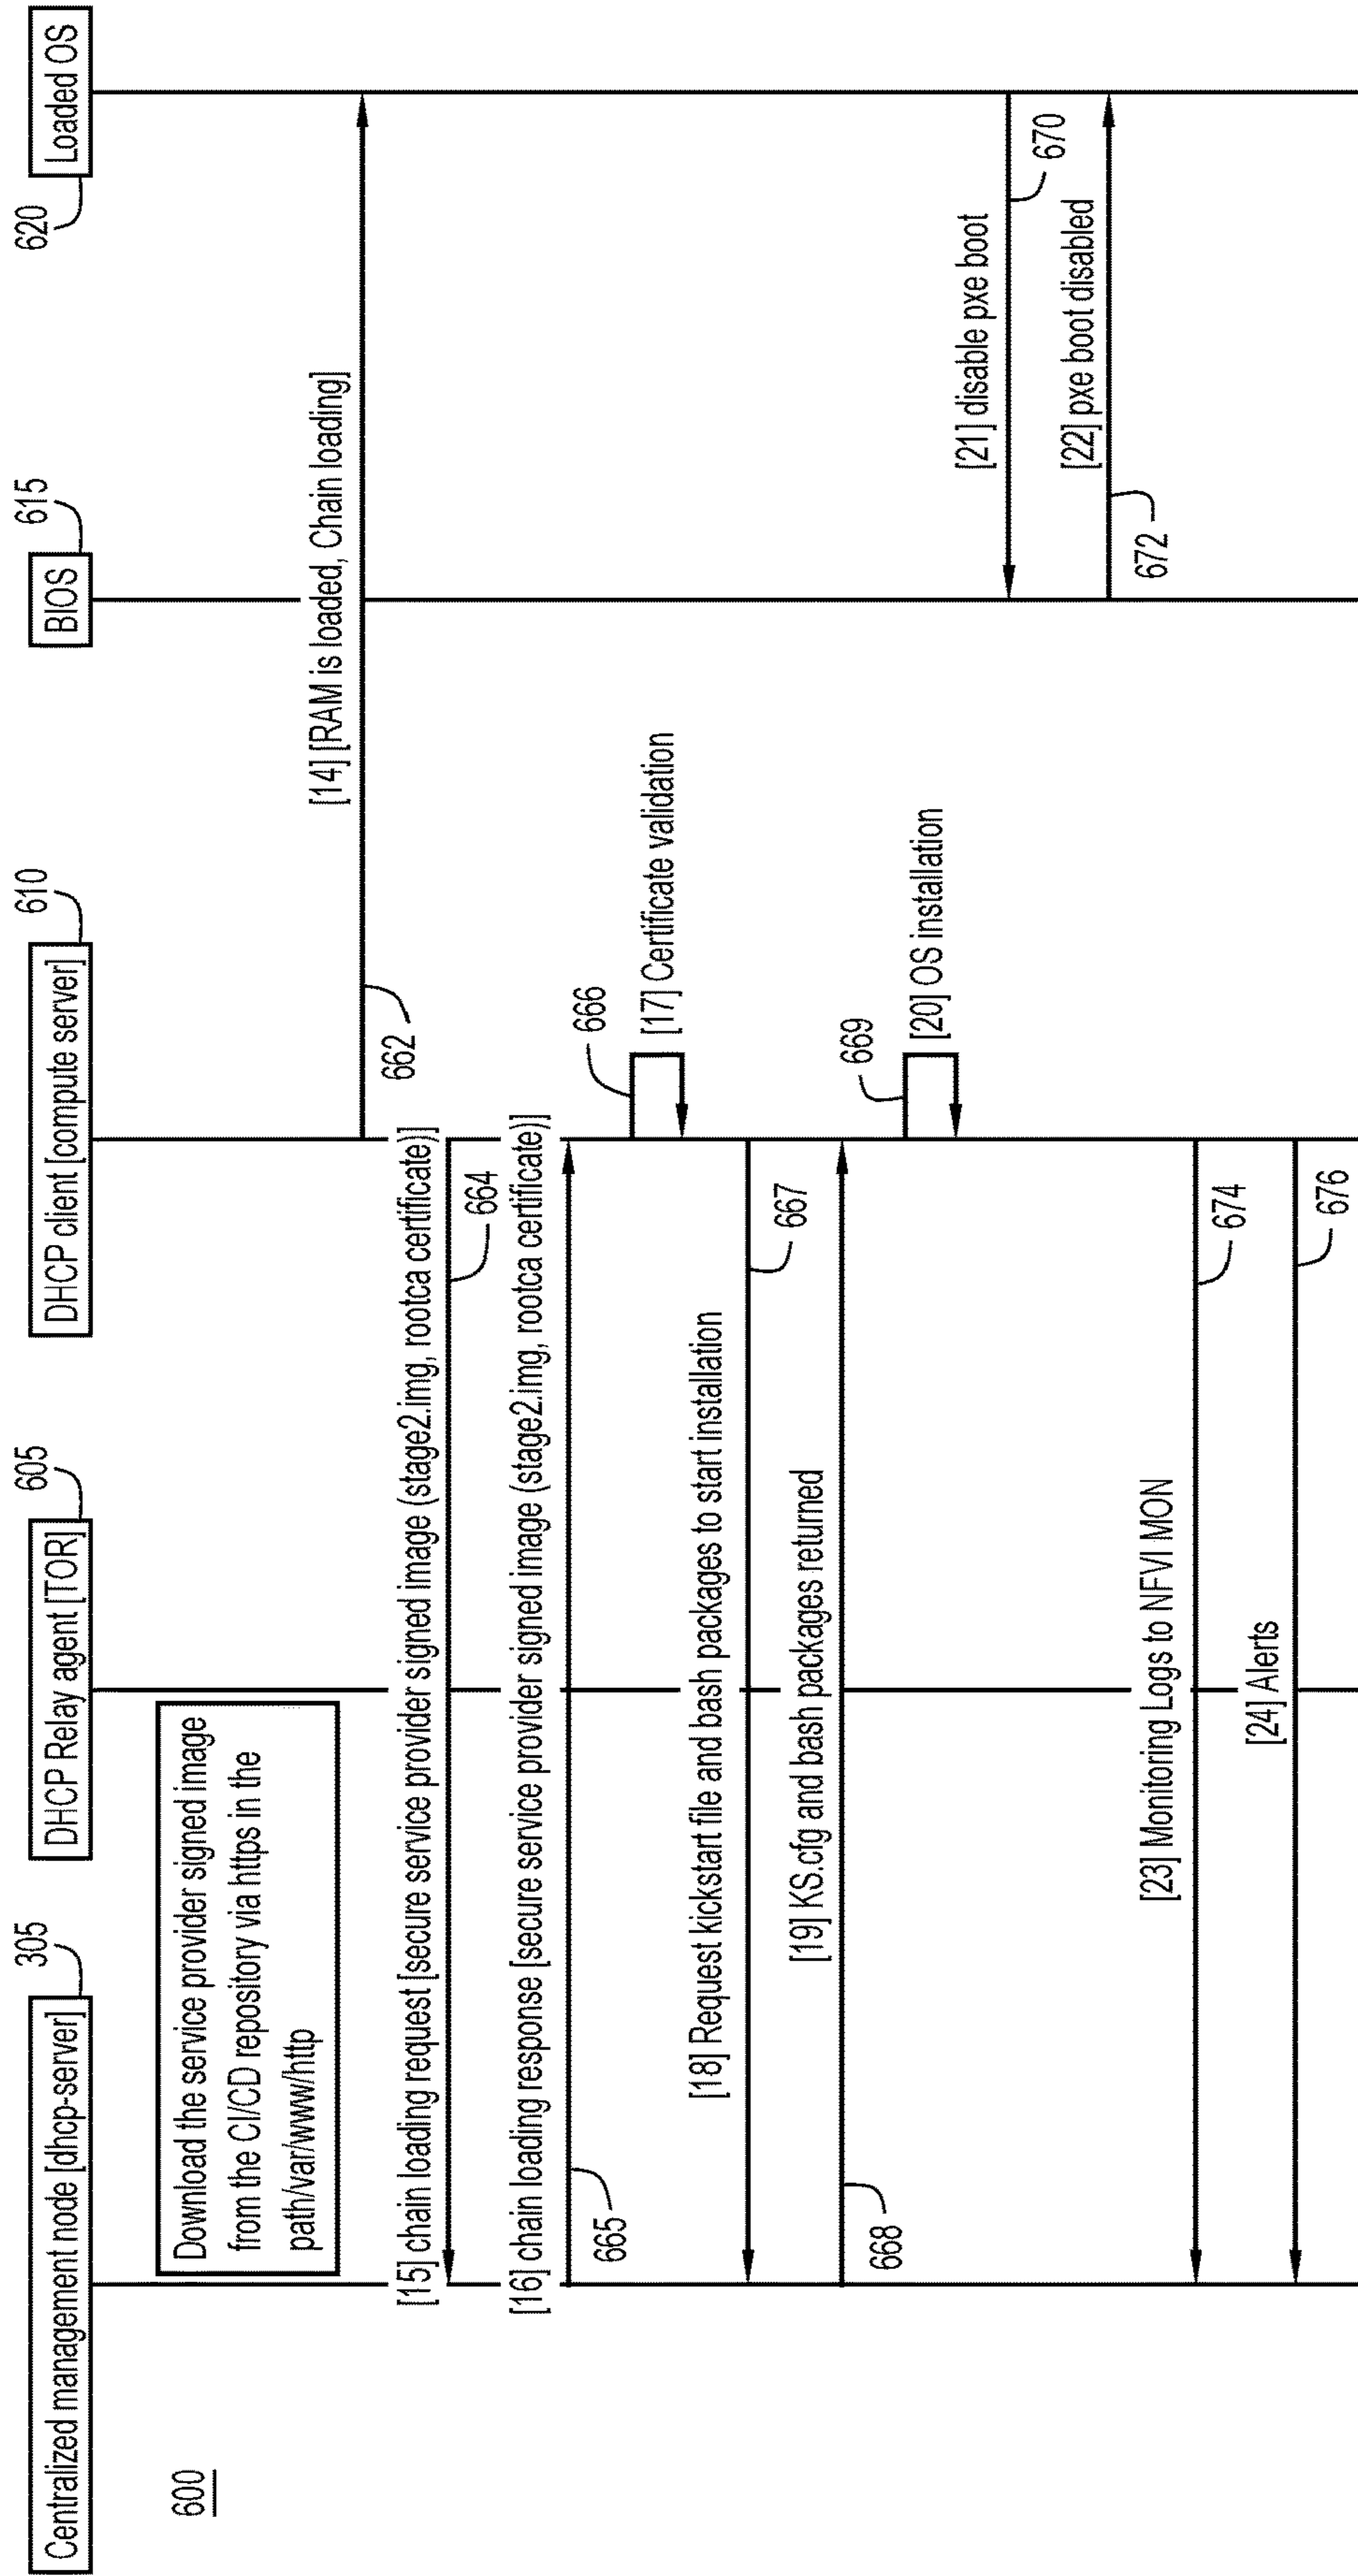 600
Centralized management node [dhcp-server]
305
DHCP Relay agent [TOR]
605
DHCP client [compute server]
610
BIOS
615
Loaded OS
620
Download the service provider signed image
from the CI/CD repository via https in the
path/var/www/http
[14] [RAM is loaded, Chain loading]
662
[15] chain loading request [secure service provider signed image (stage2.img, rootca certificate)]
664
[16] chain loading response [secure service provider signed image (stage2.img, rootca certificate)]
665
666
[17] Certificate validation
[18] Request kickstart file and bash packages to start installation
667
[19] KS.cfg and bash packages returned
668
669
[20] OS installation
[21] disable pxe boot
670
[22] pxe boot disabled
672
[23] Monitoring Logs to NFVI MON
674
[24] Alerts
676